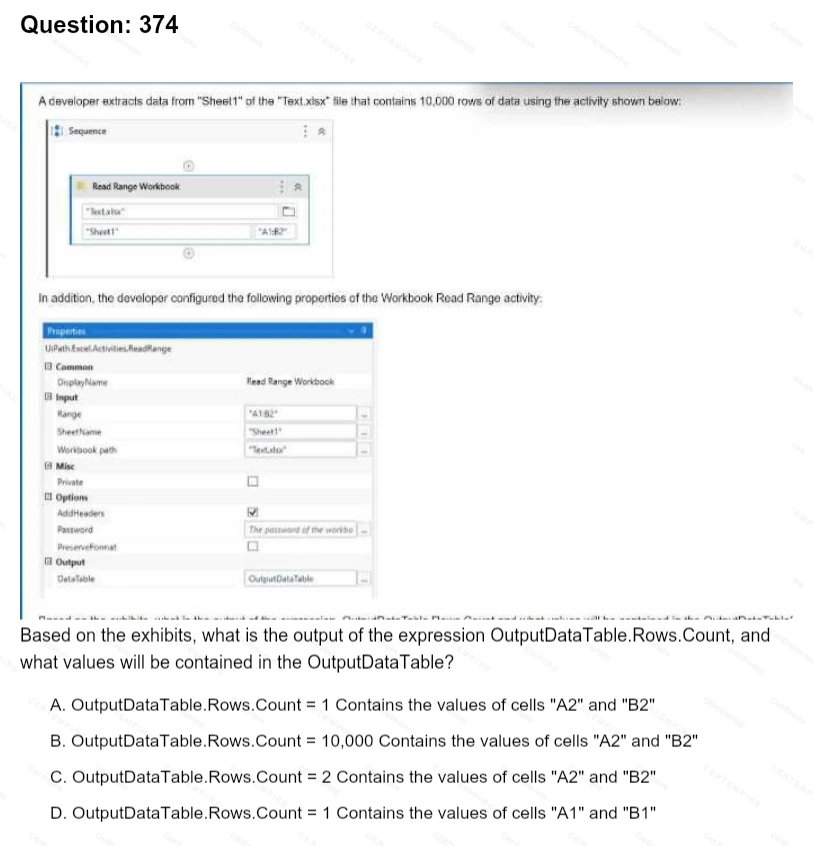 Question: 374
A developer extracts data from "Sheet1" of the "Text.xlsx" file that contains 10,000 rows of data using the activity shown below:
Sequence
Read Range Workbook
"Text.xlsx"
"Sheet1" "A1:B2"
In addition, the developer configured the following properties of the Workbook Read Range activity:
Properties
UiPath.Excel.Activities.ReadRange
Common
DisplayName Read Range Workbook
Input
Range "A1:B2"
SheetName "Sheet1"
Workbook path "Text.xlsx"
Misc
Private
Options
AddHeaders
Password The password of the workbo
PreserveFormat
Output
DataTable OutputDataTable
Based on the exhibits, what is the output of the expression OutputDataTable.Rows.Count, and
what values will be contained in the OutputDataTable?
A. OutputDataTable.Rows.Count = 1 Contains the values of cells "A2" and "B2"
B. OutputDataTable.Rows.Count = 10,000 Contains the values of cells "A2" and "B2"
C. OutputDataTable.Rows.Count = 2 Contains the values of cells "A2" and "B2"
D. OutputDataTable.Rows.Count = 1 Contains the values of cells "A1" and "B1"